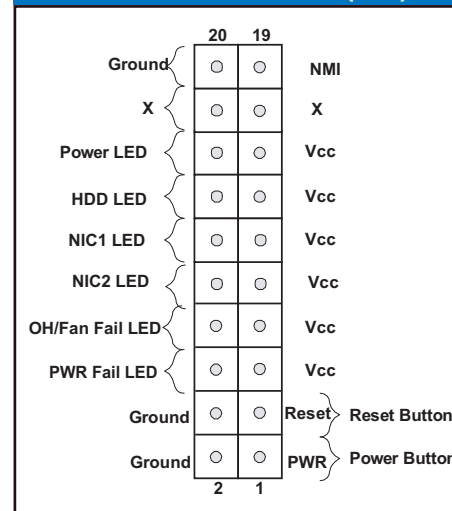 20 19
Ground NMI
X X
Power LED Vcc
HDD LED Vcc
NIC1 LED Vcc
NIC2 LED Vcc
OH/Fan Fail LED Vcc
PWR Fail LED Vcc
Ground Reset Reset Button
Ground PWR Power Button
2 1